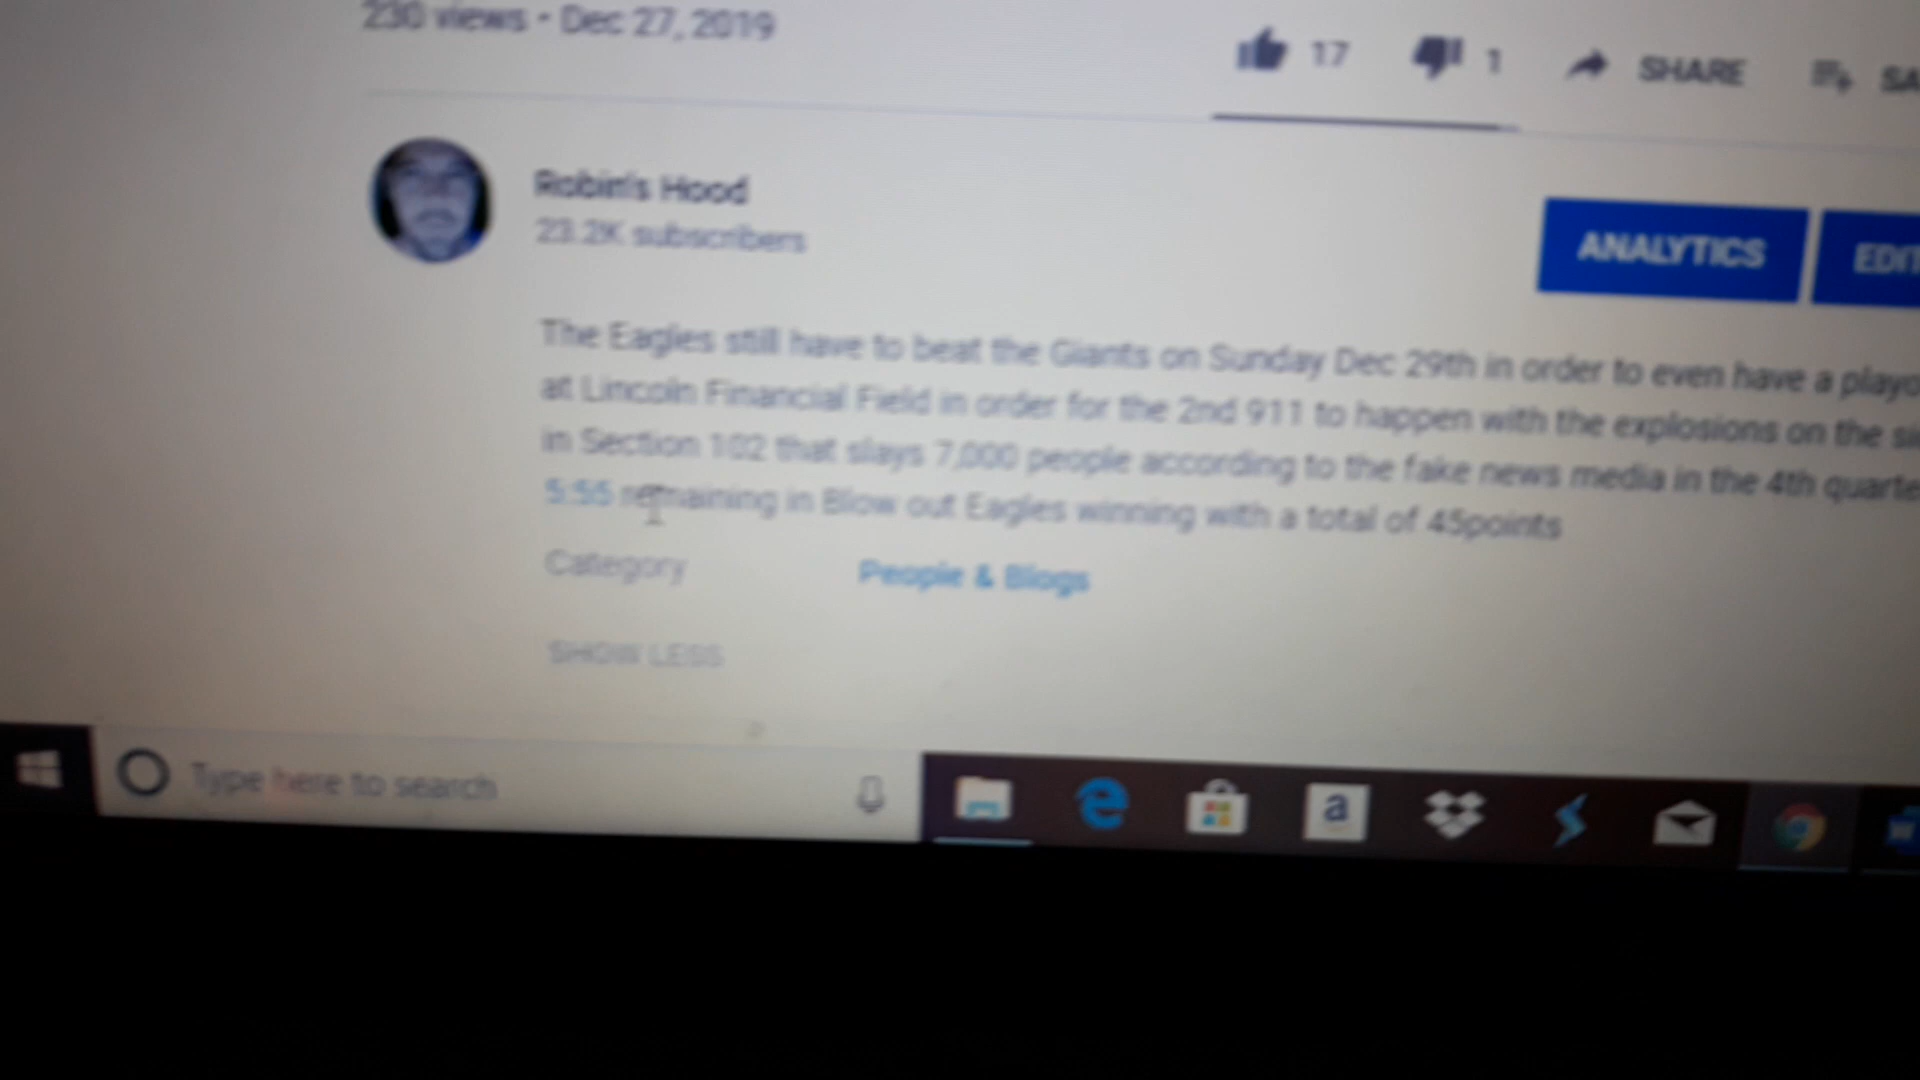 230 views • Dec 27, 2019
17 1 SHARE
Robin's Hood
23.2K subscribers
ANALYTICS
The Eagles still have to beat the Giants on Sunday Dec 29th in order to even have a
at Lincoln Financial Field in order for the 2nd 911 to happen with the explosions on the
in Section 102 that slays 7,000 people according to the fake news media in the 4th
5:55 remaining in Blow out Eagles winning with a total of 45points
Category People & Blogs
SHOW LESS
Type here to search
a